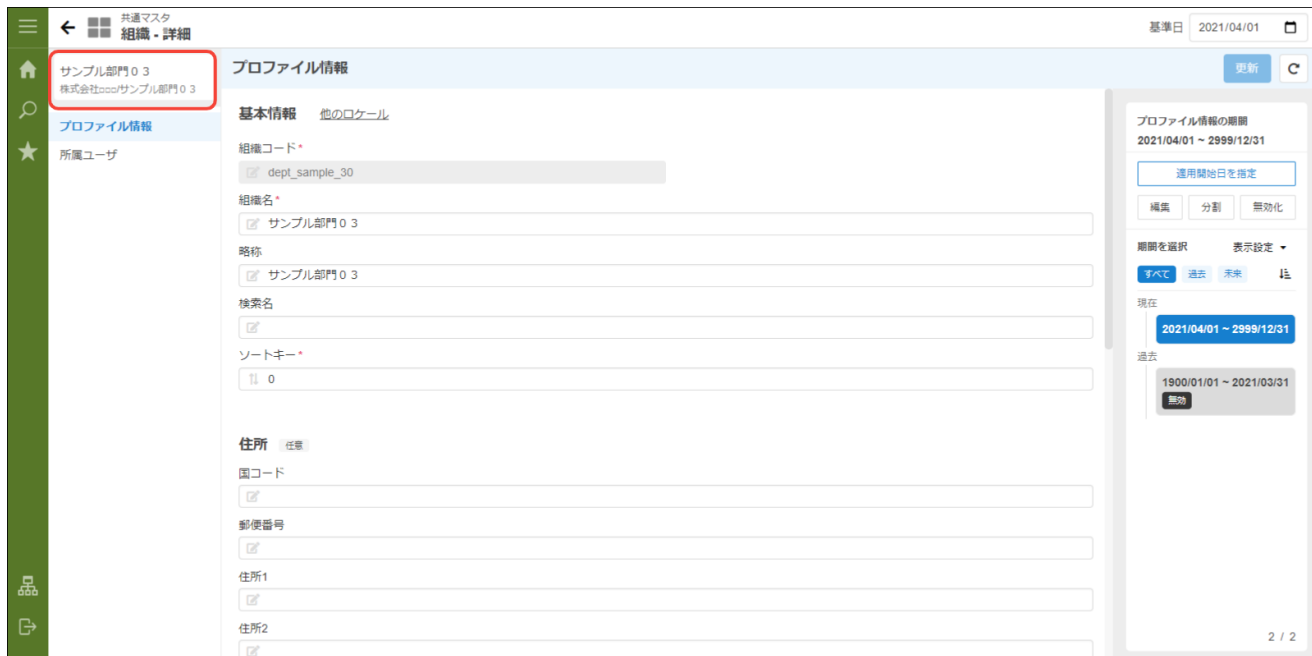 共通マスタ
組織 - 詳細
基準日 2021/04/01
サンプル部門０３
株式会社□□□/サンプル部門０３
プロファイル情報
所属ユーザ
プロファイル情報
更新
基本情報 他のロケール
組織コード*
dept_sample_30
組織名*
サンプル部門０３
略称
サンプル部門０３
検索名
ソートキー*
0
住所 任意
国コード
郵便番号
住所1
住所2
プロファイル情報の期間
2021/04/01 ~ 2999/12/31
適用開始日を指定
編集 分割 無効化
期間を選択 表示設定
すべて 過去 未来
現在
2021/04/01 ~ 2999/12/31
過去
1900/01/01 ~ 2021/03/31
無効
2 / 2